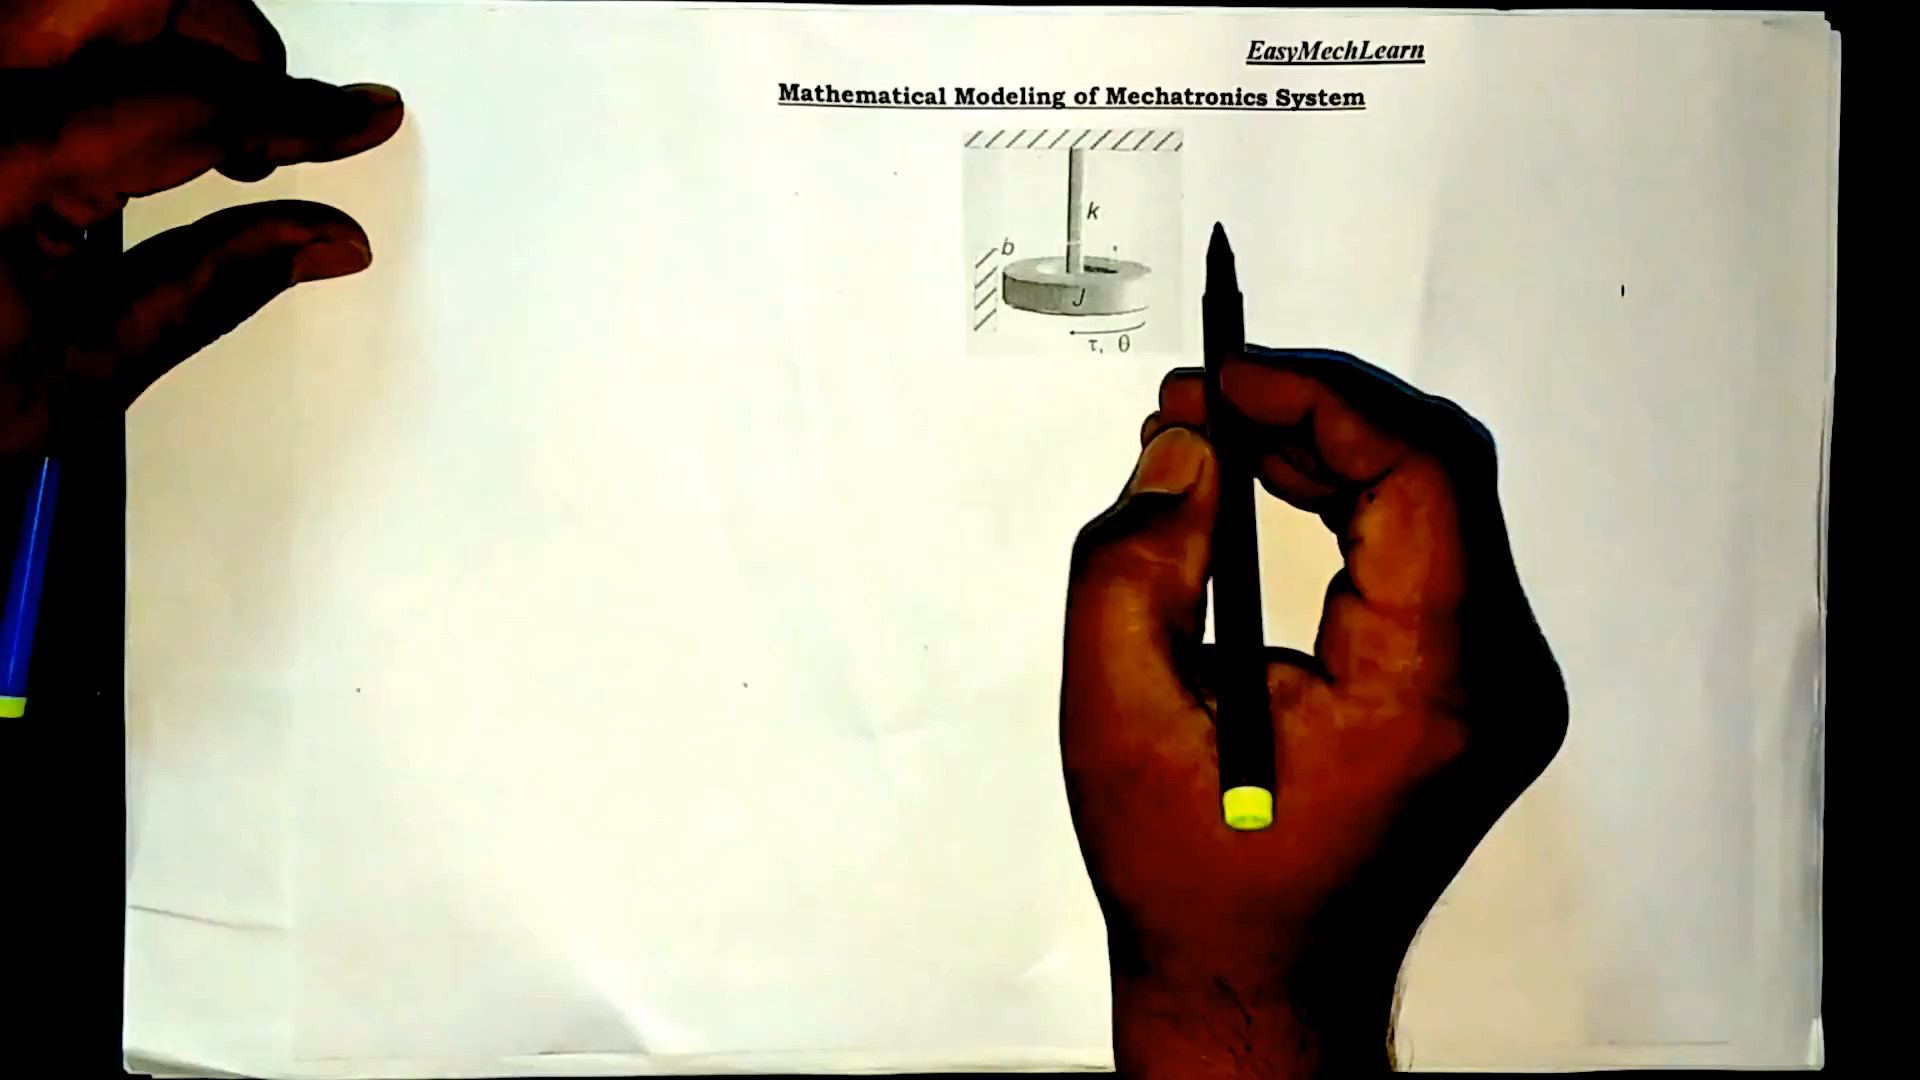 EasyMechLearn
Mathematical Modeling of Mechatronics System
k
b
J
τ, θ